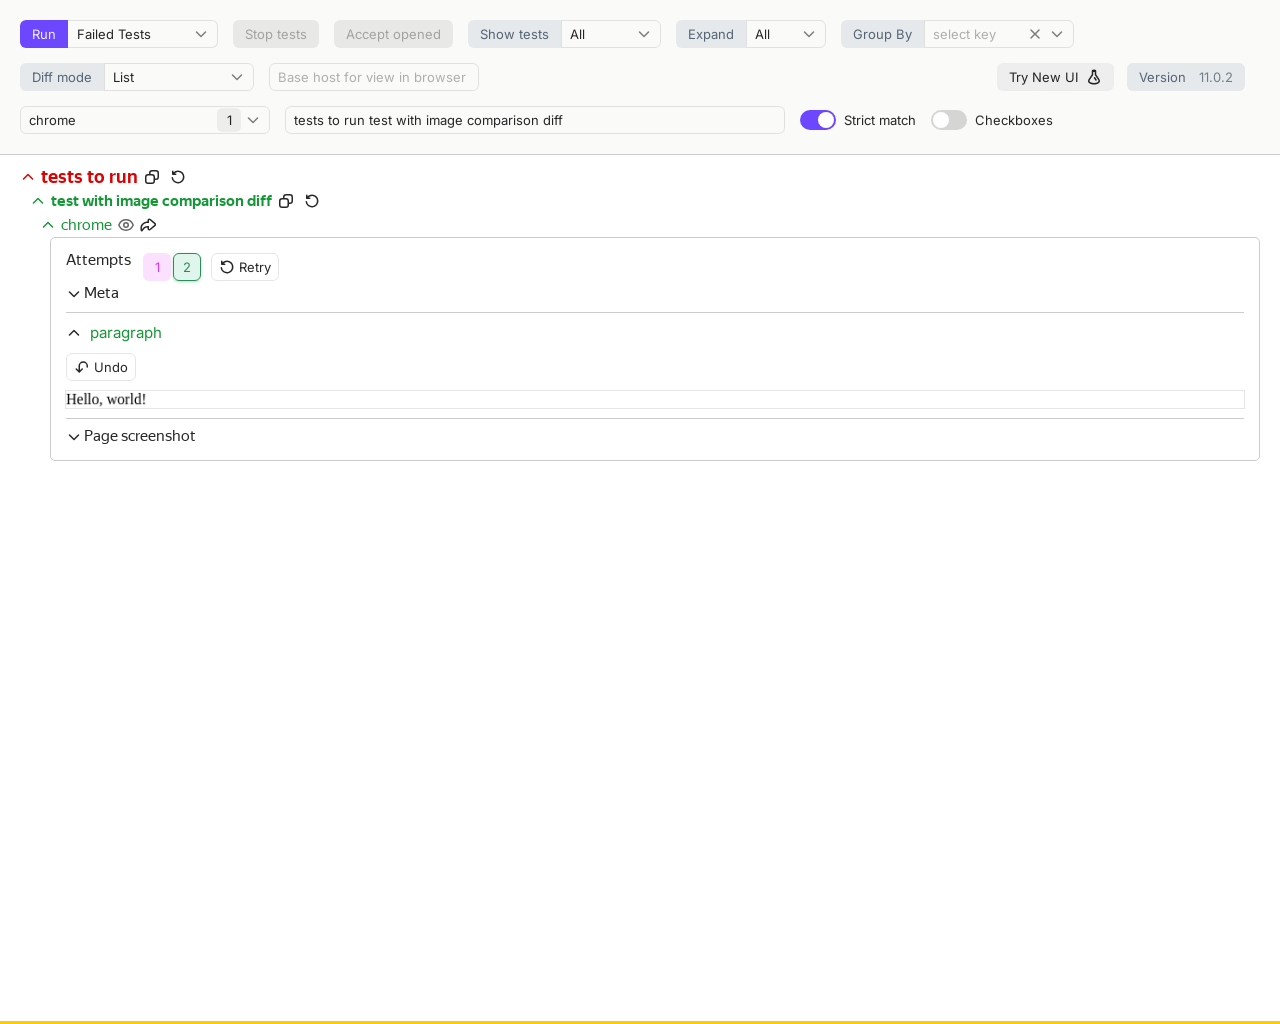 Run Failed Tests Stop tests Accept opened Show tests All Expand All Group By select key
Diff mode List Base host for view in browser Try New UI Version 11.0.2
chrome 1 tests to run test with image comparison diff Strict match Checkboxes
tests to run
test with image comparison diff
chrome
Attempts 1 2 Retry
Meta
paragraph
Undo
Hello, world!
Page screenshot